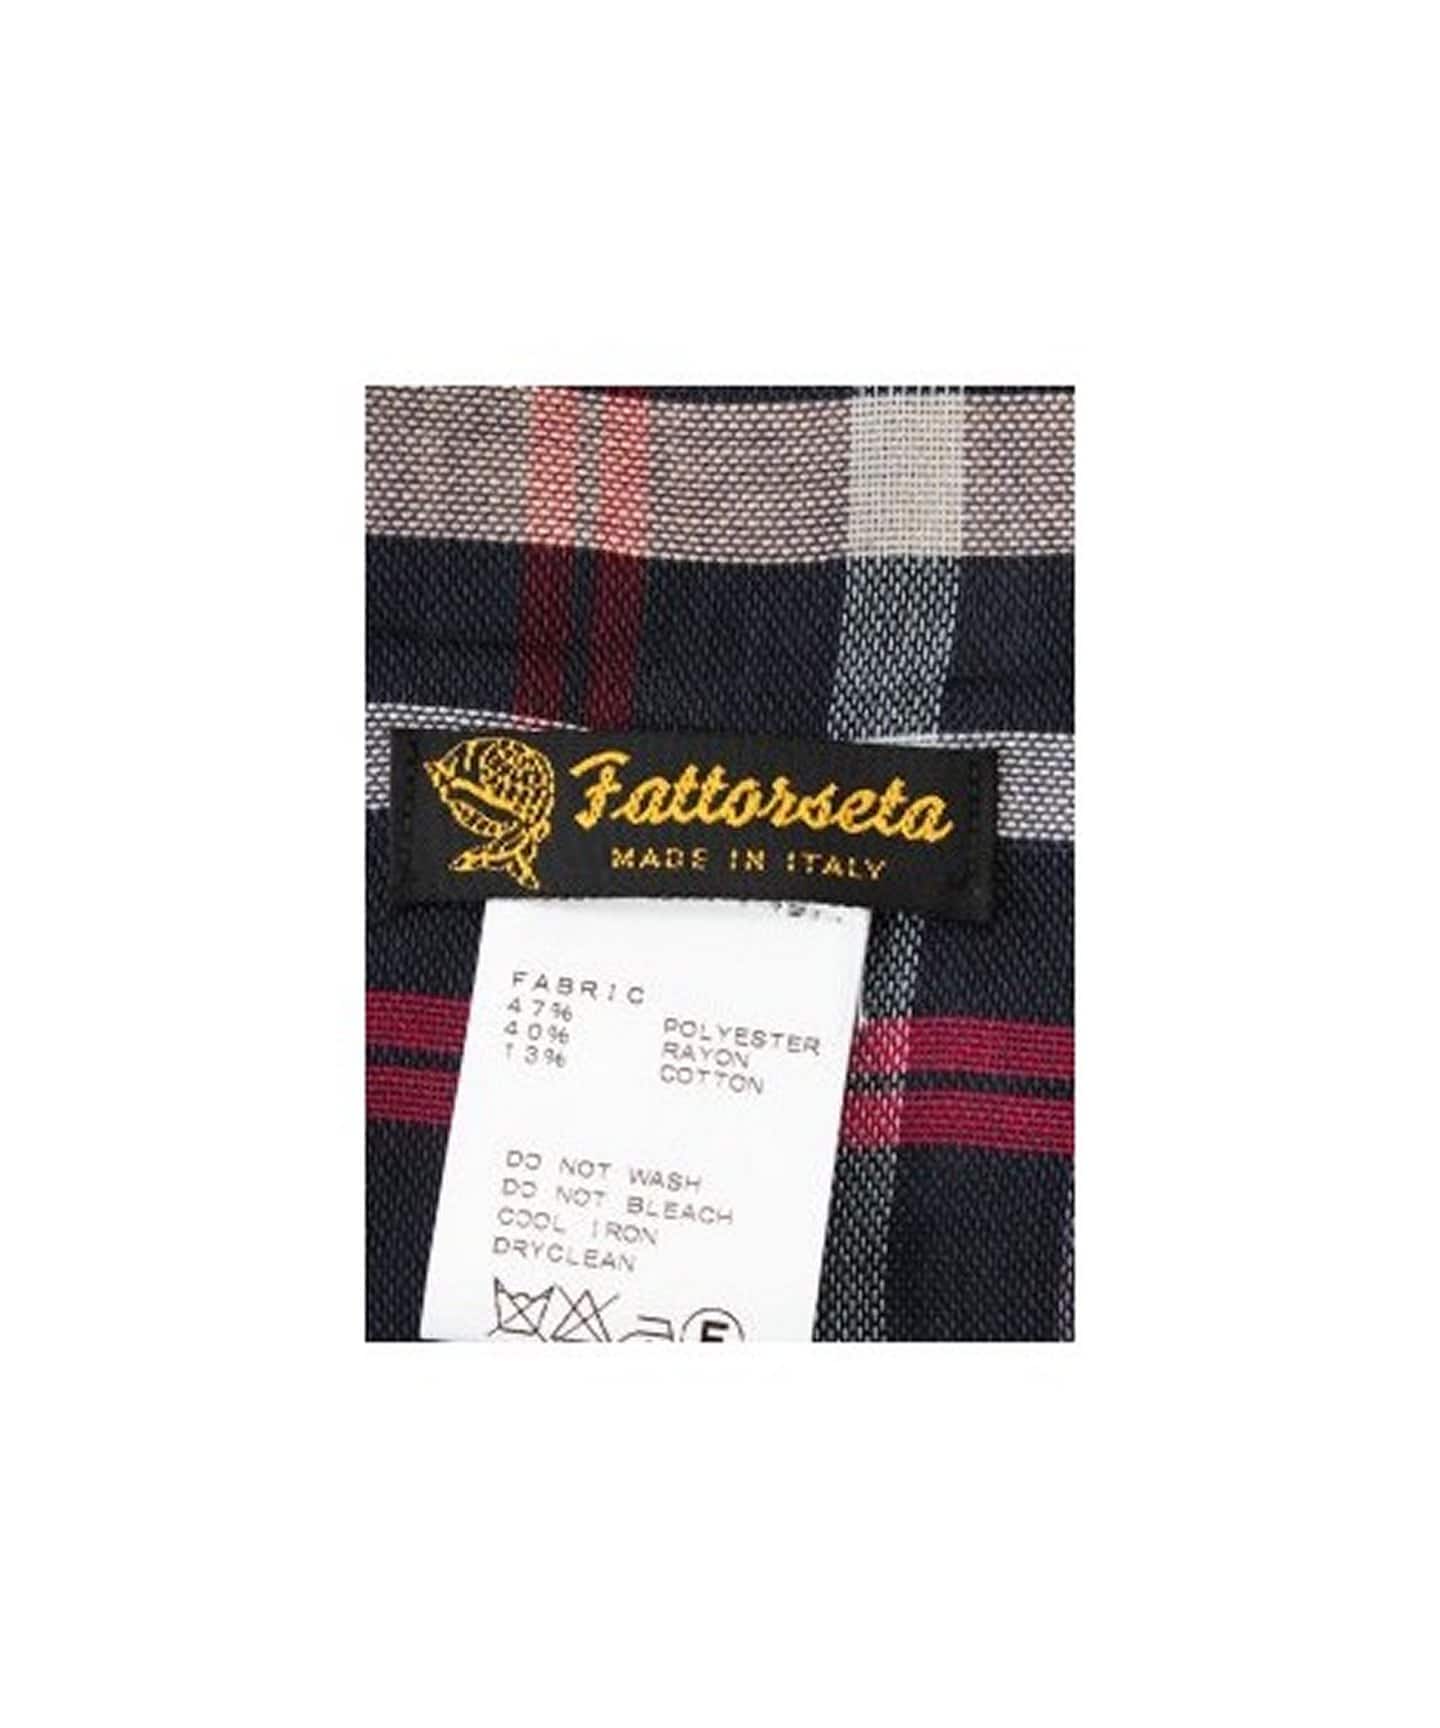 Fattorseta
MADE IN ITALY
FABRIC
47% POLYESTER
40% RAYON
13% COTTON
DO NOT WASH
DO NOT BLEACH
COOL IRON
DRYCLEAN
F